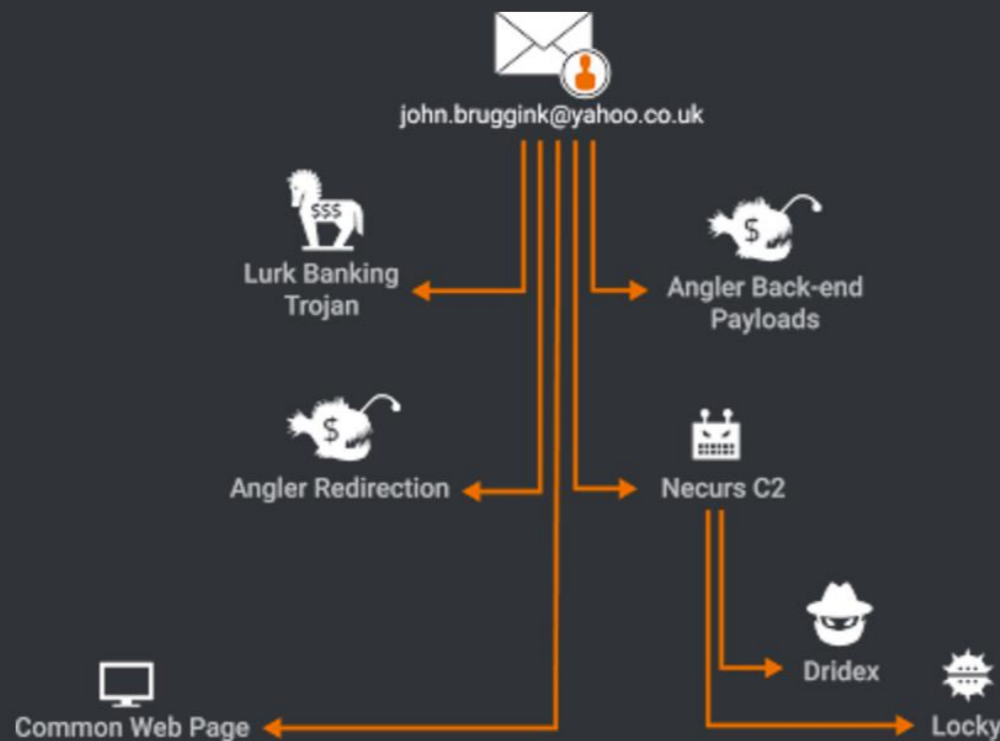 john.bruggink@yahoo.co.uk
$$$
Lurk Banking
Trojan
$
Angler Back-end
Payloads
$
Angler Redirection
Necurs C2
Dridex
Common Web Page
Locky